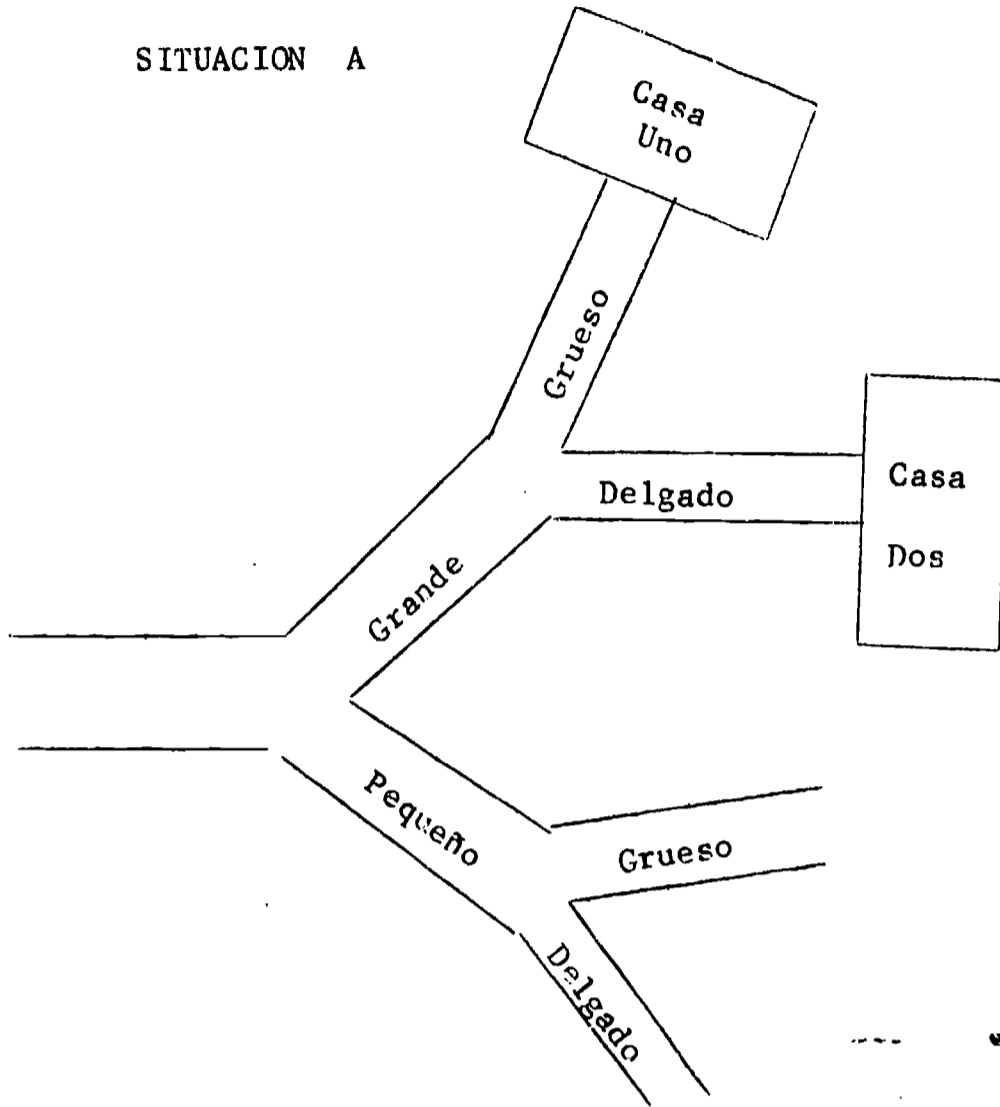 SITUACION A
Casa
Uno
Grueso
Delgado
Casa
Dos
Grande
Pequeño
Grueso
Delgado